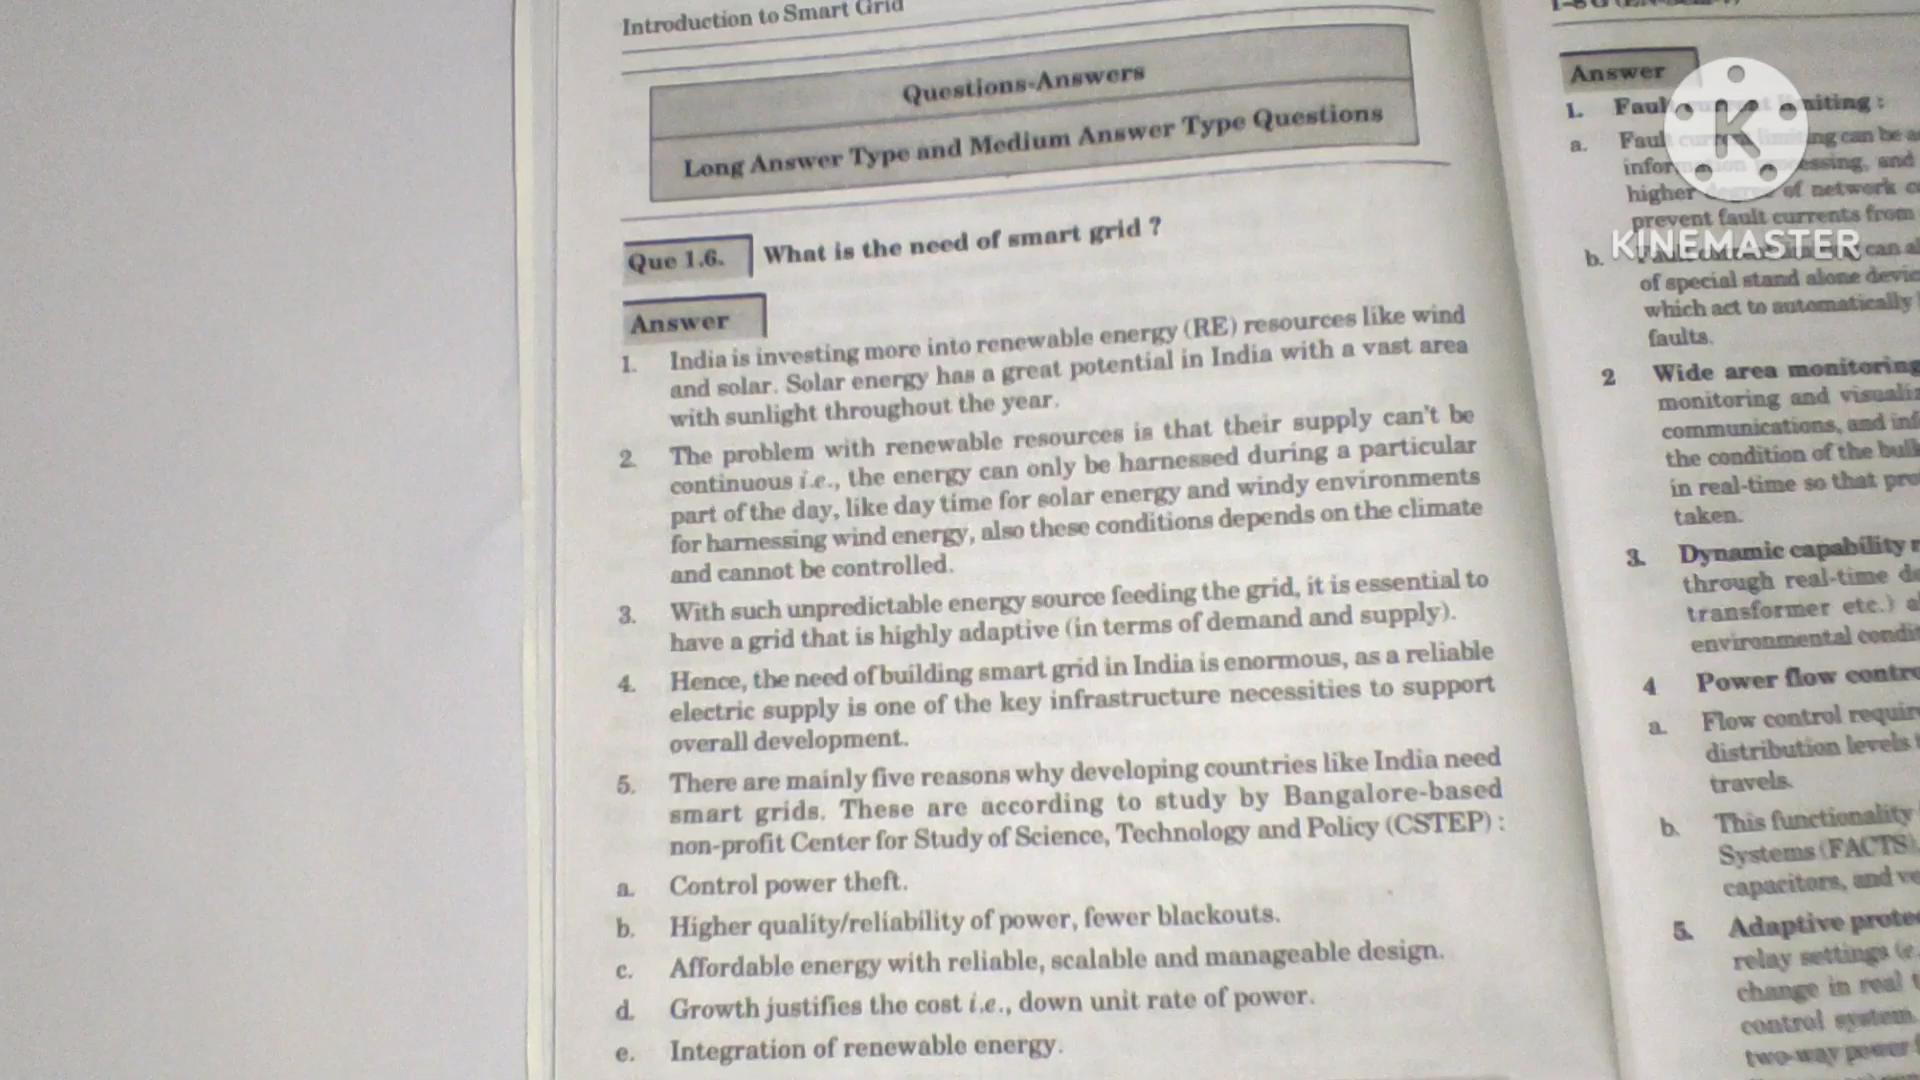 Introduction to Smart Grid
Questions-Answers
Long Answer Type and Medium Answer Type Questions
Que 1.6. What is the need of smart grid ?
Answer
1. India is investing more into renewable energy (RE) resources like wind
and solar. Solar energy has a great potential in India with a vast area
with sunlight throughout the year.
2. The problem with renewable resources is that their supply can't be
continuous i.e., the energy can only be harnessed during a particular
part of the day, like day time for solar energy and windy environments
for harnessing wind energy, also these conditions depends on the climate
and cannot be controlled.
3. With such unpredictable energy source feeding the grid, it is essential to
have a grid that is highly adaptive (in terms of demand and supply).
4. Hence, the need of building smart grid in India is enormous, as a reliable
electric supply is one of the key infrastructure necessities to support
overall development.
5. There are mainly five reasons why developing countries like India need
smart grids. These are according to study by Bangalore-based
non-profit Center for Study of Science, Technology and Policy (CSTEP) :
a. Control power theft.
b. Higher quality/reliability of power, fewer blackouts.
c. Affordable energy with reliable, scalable and manageable design.
d. Growth justifies the cost i.e., down unit rate of power.
e. Integration of renewable energy.
Answer
1. limiting :
a. can be
and
higher of network
prevent fault currents from
KINEMASTER
b. can
of special stand alone
which act to automatically
faults.
2 Wide area monitoring
monitoring and
communications, and
the condition of the
in real-time so that
taken.
3. Dynamic capability
through real-time
transformer etc.)
environmental
4 Power flow
a. Flow control
distribution levels
travels.
b. This functionality
Systems (FACTS),
capacitors, and
5. Adaptive
relay settings
change in real
control system.
two-way power